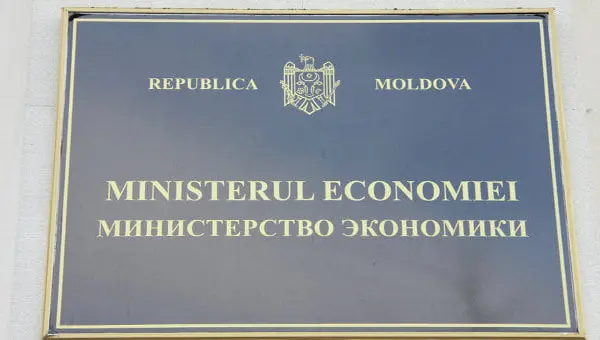 REPUBLICA MOLDOVA
MINISTERUL ECONOMIEI
МИНИСТЕРСТВО ЭКОНОМИКИ